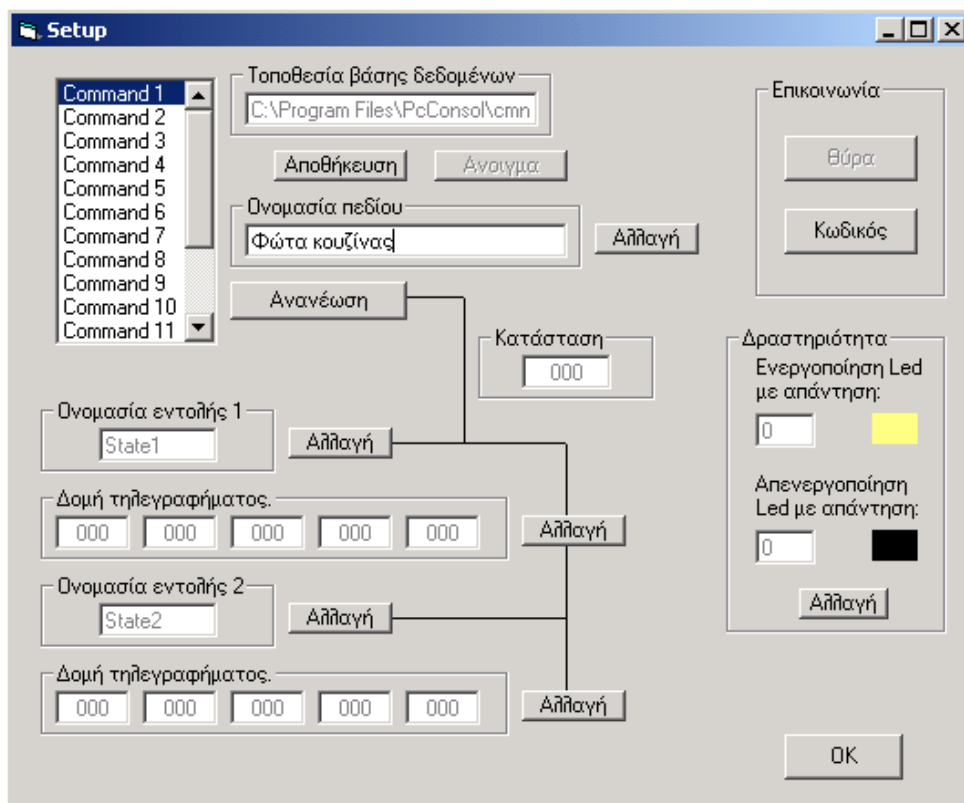 Setup
Command 1
Command 2
Command 3
Command 4
Command 5
Command 6
Command 7
Command 8
Command 9
Command 10
Command 11
Τοποθεσία βάσης δεδομένων
C:\Program Files\PcConsol\cmn
Αποθήκευση
Ανοιγμα
Ονομασία πεδίου
Φώτα κουζίνας
Αλλαγή
Ανανέωση
Κατάσταση
000
Ονομασία εντολής 1
State1
Αλλαγή
Δομή τηλεγραφήματος.
000 000 000 000 000
Αλλαγή
Ονομασία εντολής 2
State2
Αλλαγή
Δομή τηλεγραφήματος.
000 000 000 000 000
Αλλαγή
Επικοινωνία
Θύρα
Κωδικός
Δραστηριότητα
Ενεργοποίηση Led
με απάντηση:
0
Απενεργοποίηση
Led με απάντηση:
0
Αλλαγή
OK